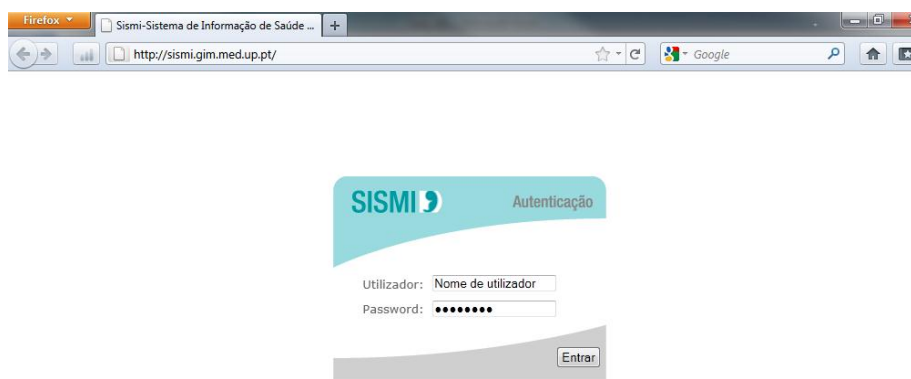 Firefox
Sismi-Sistema de Informação de Saúde ...
http://sismi.gim.med.up.pt/
Google
SISMI
Autenticação
Utilizador: Nome de utilizador
Password: ••••••••
Entrar